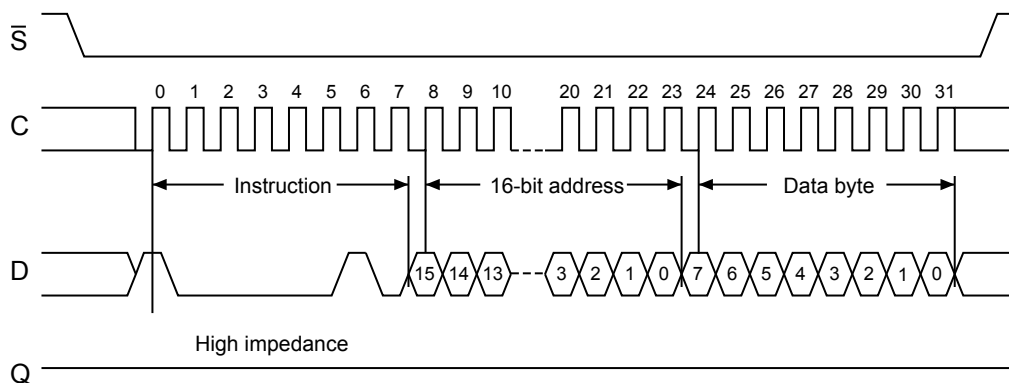 S̅
0 1 2 3 4 5 6 7 8 9 10 20 21 22 23 24 25 26 27 28 29 30 31
C
Instruction 16-bit address Data byte
D
15 14 13 3 2 1 0 7 6 5 4 3 2 1 0
High impedance
Q